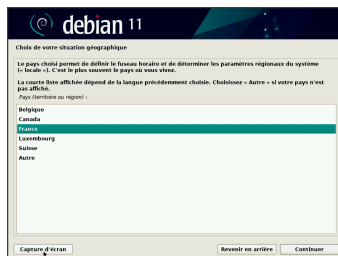 debian 11
Choix de votre situation géographique
Le pays choisi permet de définir le fuseau horaire et de déterminer les paramètres régionaux du système
(« locale »). C'est le plus souvent le pays où vous vivez.
La courte liste affichée dépend de la langue précédemment choisie. Choisissez « Autre » si votre pays n'est
pas affiché.
Pays (territoire ou région) :
Belgique
Canada
France
Luxembourg
Suisse
Autre
Capture d'écran
Revenir en arrière
Continuer